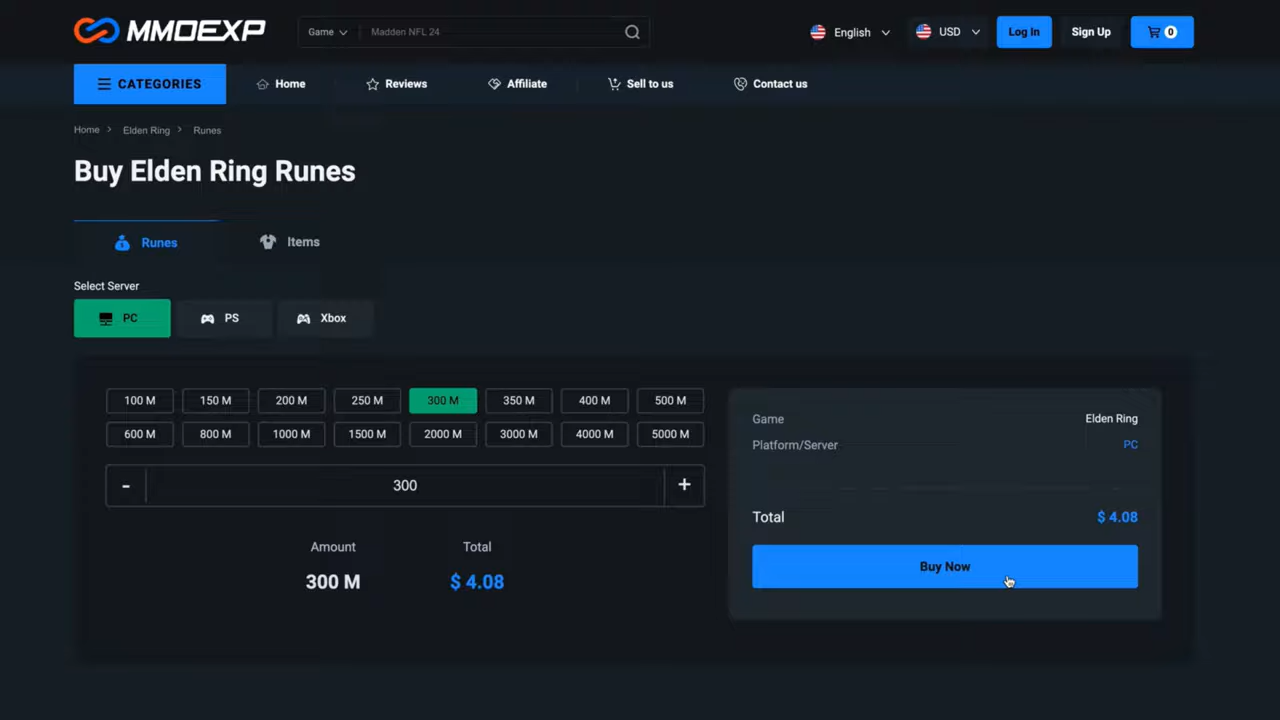 MMOEXP
Game
Madden NFL 24
English
USD
Log In
Sign Up
0
CATEGORIES
Home
Reviews
Affiliate
Sell to us
Contact us
Home > Elden Ring > Runes
Buy Elden Ring Runes
Runes
Items
Select Server
PC
PS
Xbox
100 M
150 M
200 M
250 M
300 M
350 M
400 M
500 M
600 M
800 M
1000 M
1500 M
2000 M
3000 M
4000 M
5000 M
-
300
+
Amount
Total
300 M
$ 4.08
Game
Elden Ring
Platform/Server
PC
Total
$ 4.08
Buy Now